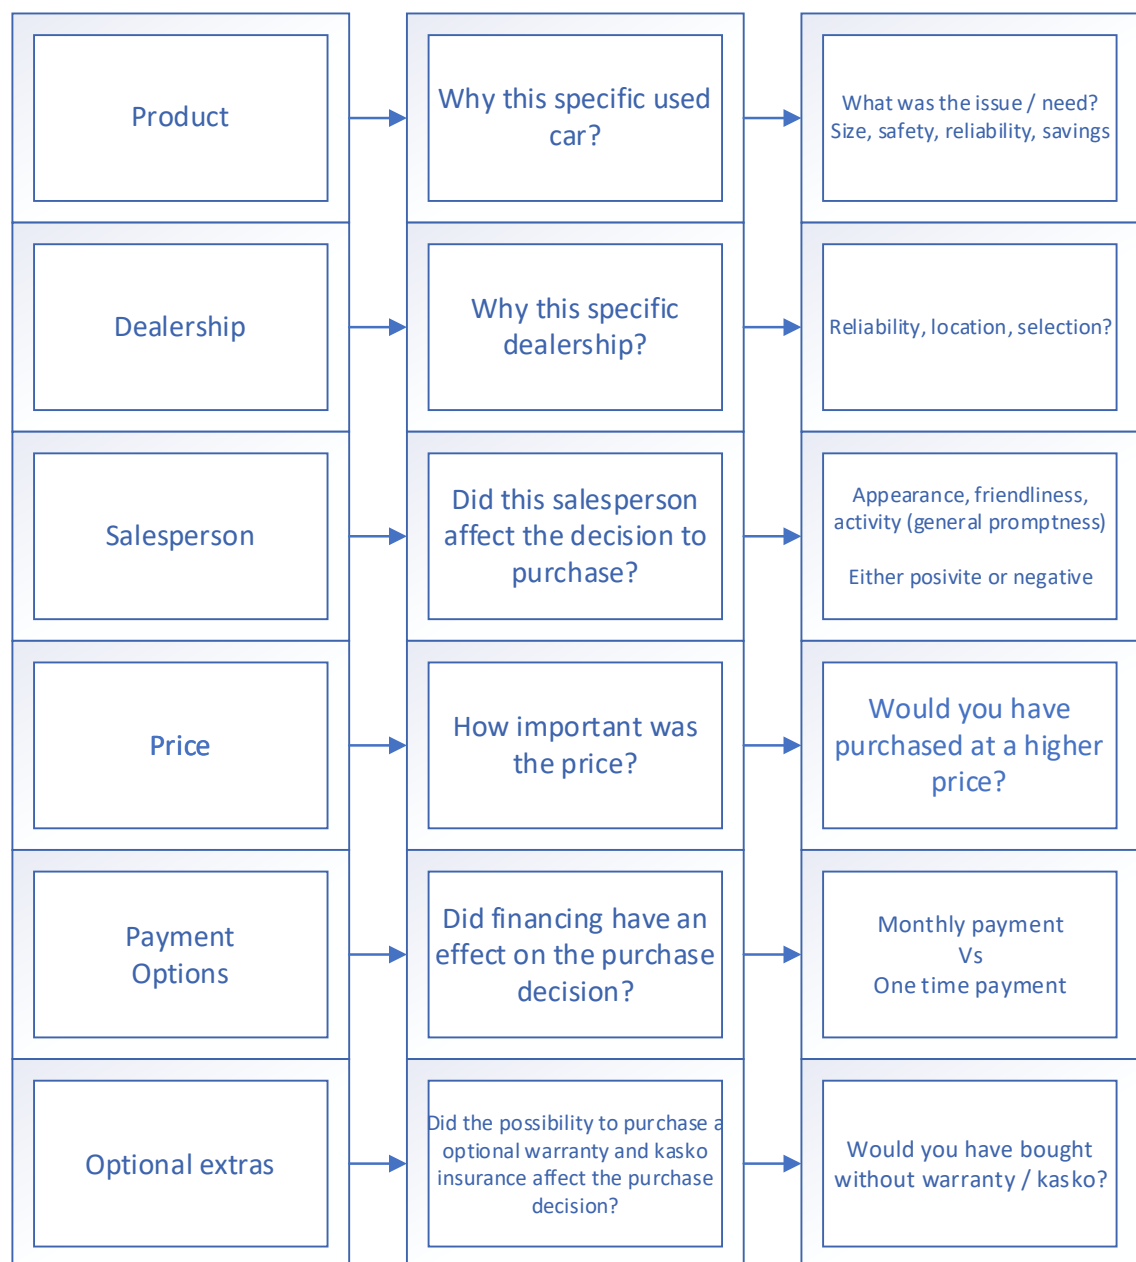 Product
Why this specific used
car?
What was the issue / need?
Size, safety, reliability, savings
Dealership
Why this specific
dealership?
Reliability, location, selection?
Salesperson
Did this salesperson
affect the decision to
purchase?
Appearance, friendliness,
activity (general promptness)
Either posivite or negative
Price
How important was
the price?
Would you have
purchased at a higher
price?
Payment
Options
Did financing have an
effect on the purchase
decision?
Monthly payment
Vs
One time payment
Optional extras
Did the possibility to purchase a
optional warranty and kasko
insurance affect the purchase
decision?
Would you have bought
without warranty / kasko?